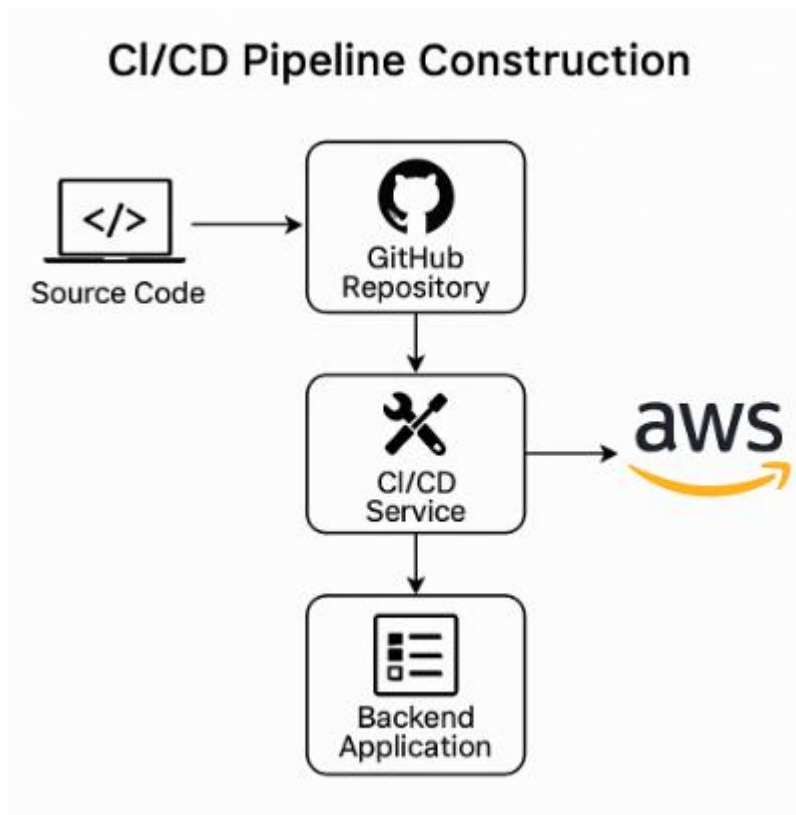 CI/CD Pipeline Construction
</>
Source Code
GitHub
Repository
CI/CD
Service
aws
Backend
Application